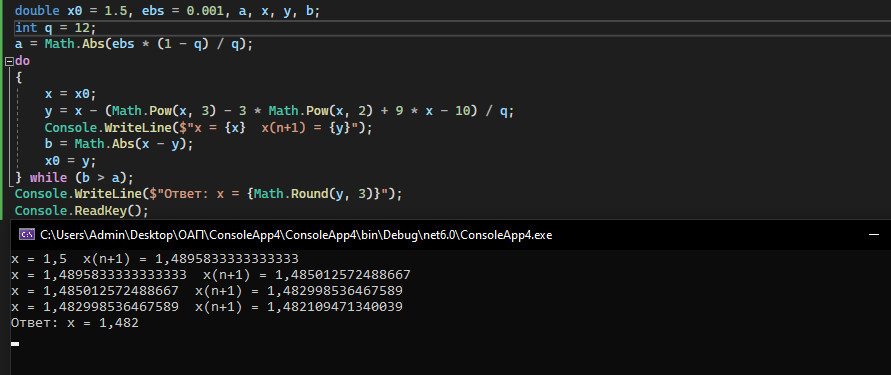 double x0 = 1.5, ebs = 0.001, a, x, y, b;
int q = 12;
a = Math.Abs(ebs * (1 - q) / q);
do
{
x = x0;
y = x - (Math.Pow(x, 3) - 3 * Math.Pow(x, 2) + 9 * x - 10) / q;
Console.WriteLine($"x = {x}  x(n+1) = {y}");
b = Math.Abs(x - y);
x0 = y;
} while (b > a);
Console.WriteLine($"Ответ: x = {Math.Round(y, 3)}");
Console.ReadKey();
C:\Users\Admin\Desktop\ОАП\ConsoleApp4\ConsoleApp4\bin\Debug\net6.0\ConsoleApp4.exe
x = 1,5  x(n+1) = 1,4895833333333333
x = 1,4895833333333333  x(n+1) = 1,485012572488667
x = 1,485012572488667  x(n+1) = 1,482998536467589
x = 1,482998536467589  x(n+1) = 1,482109471340039
Ответ: x = 1,482